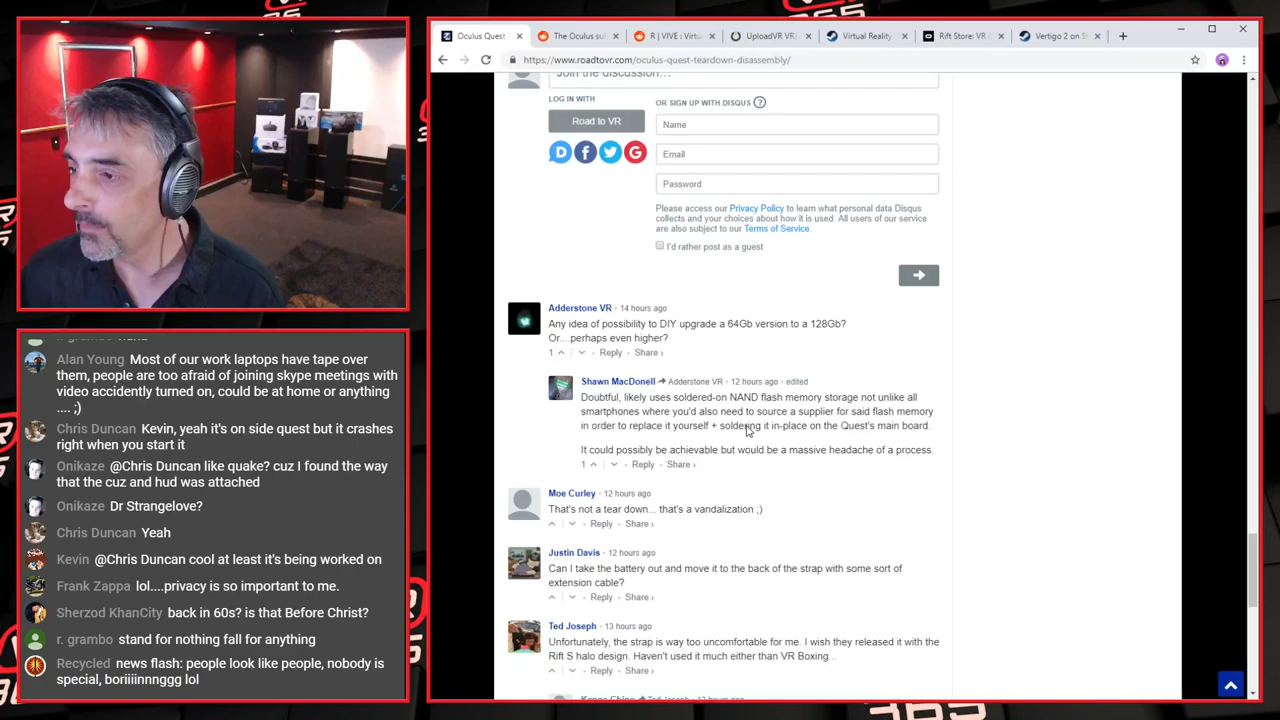 Oculus Quest
The Oculus su
R | VIVE : Virtu
UploadVR VR
Virtual Reality
Rift Store: VR
Vertigo 2 on St
https://www.roadtovr.com/oculus-quest-teardown-disassembly/
Join the discussion…
LOG IN WITH
OR SIGN UP WITH DISQUS ?
Road to VR
Name
Email
Password
Please access our Privacy Policy to learn what personal data Disqus
collects and your choices about how it is used. All users of our service
are also subject to our Terms of Service.
I'd rather post as a guest
Adderstone VR • 14 hours ago
Any idea of possibility to DIY upgrade a 64Gb version to a 128Gb?
Or....perhaps even higher?
1 Reply • Share ›
Shawn MacDonell Adderstone VR • 12 hours ago • edited
Doubtful, likely uses soldered-on NAND flash memory storage not unlike all
smartphones where you'd also need to source a supplier for said flash memory
in order to replace it yourself + soldering it in-place on the Quest's main board.
It could possibly be achievable but would be a massive headache of a process.
1 Reply • Share ›
Moe Curley • 12 hours ago
That's not a tear down... that's a vandalization ;)
Reply • Share ›
Justin Davis • 12 hours ago
Can I take the battery out and move it to the back of the strap with some sort of
extension cable?
Reply • Share ›
Ted Joseph • 13 hours ago
Unfortunately, the strap is way too uncomfortable for me. I wish they released it with the
Rift S halo design. Haven't used it much either than VR Boxing...
Reply • Share ›
Alan Young Most of our work laptops have tape over
them, people are too afraid of joining skype meetings with
video accidently turned on, could be at home or anything
.... ;)
Chris Duncan Kevin, yeah it's on side quest but it crashes
right when you start it
Onikaze @Chris Duncan like quake? cuz I found the way
that the cuz and hud was attached
Onikaze Dr Strangelove?
Chris Duncan Yeah
Kevin @Chris Duncan cool at least it's being worked on
Frank Zappa lol....privacy is so important to me.
Sherzod KhanCity back in 60s? is that Before Christ?
r. grambo stand for nothing fall for anything
Recycled news flash: people look like people, nobody is
special, boriiiinnnggg lol